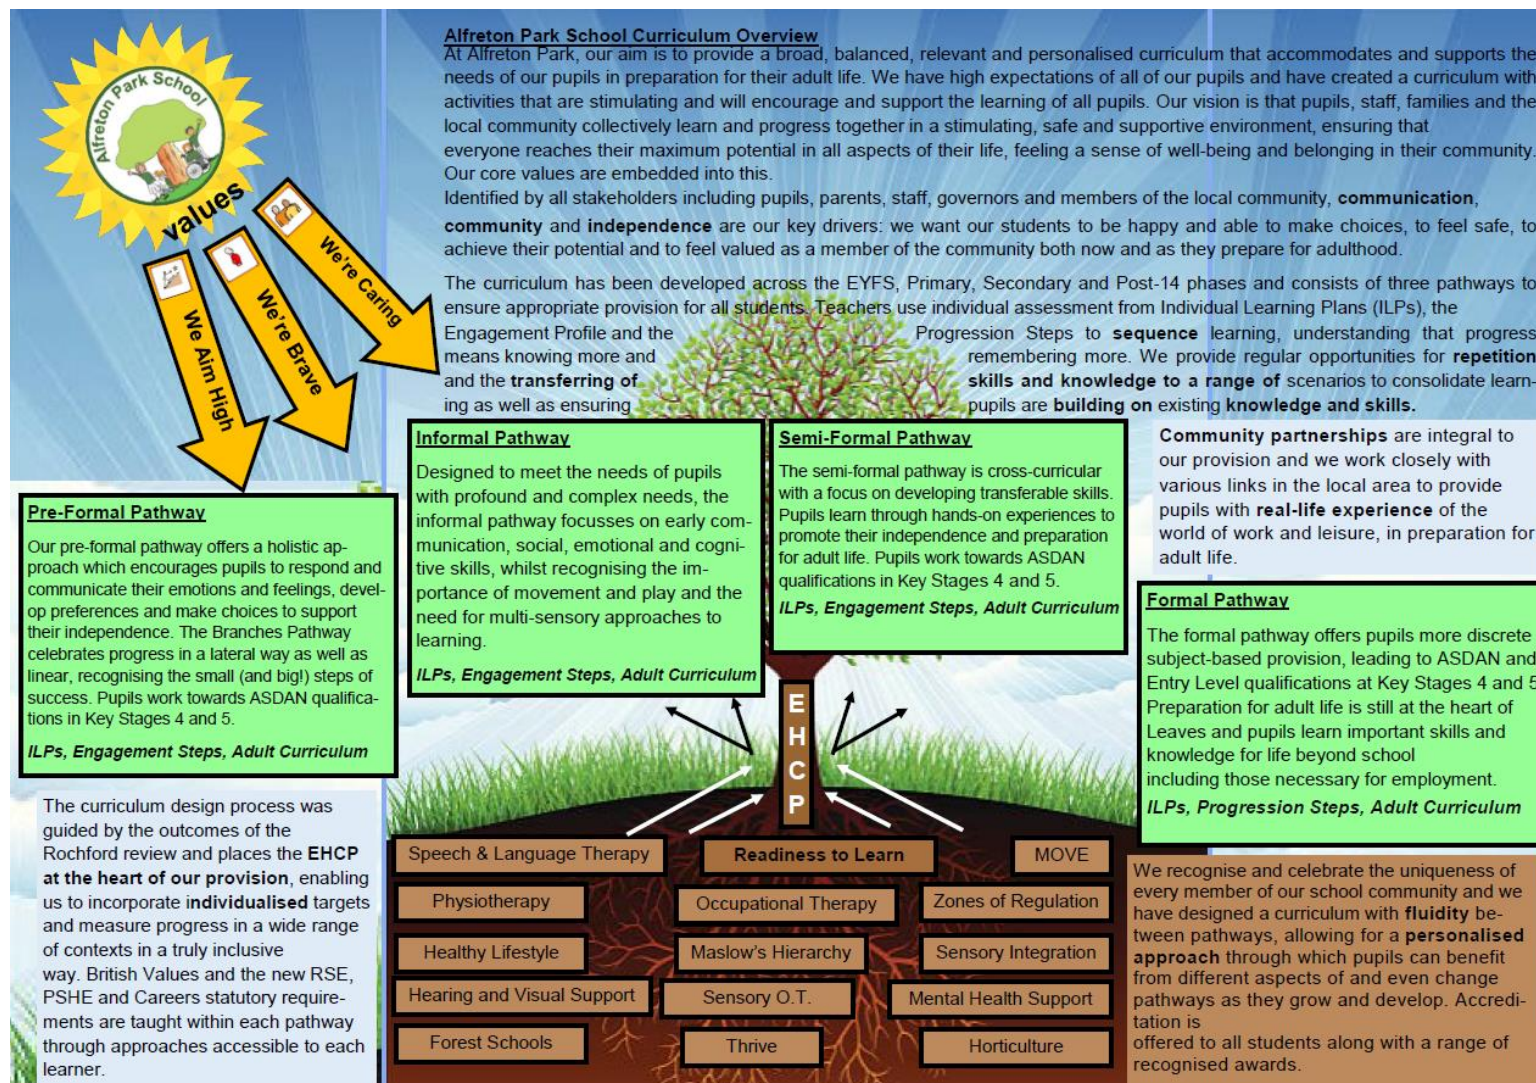 Alfreton Park School
values
We're Caring
We're Brave
We Aim High
Alfreton Park School Curriculum Overview
At Alfreton Park, our aim is to provide a broad, balanced, relevant and personalised curriculum that accommodates and supports the
needs of our pupils in preparation for their adult life. We have high expectations of all of our pupils and have created a curriculum with
activities that are stimulating and will encourage and support the learning of all pupils. Our vision is that pupils, staff, families and the
local community collectively learn and progress together in a stimulating, safe and supportive environment, ensuring that
everyone reaches their maximum potential in all aspects of their life, feeling a sense of well-being and belonging in their community.
Our core values are embedded into this.
Identified by all stakeholders including pupils, parents, staff, governors and members of the local community, communication,
community and independence are our key drivers: we want our students to be happy and able to make choices, to feel safe, to
achieve their potential and to feel valued as a member of the community both now and as they prepare for adulthood.
The curriculum has been developed across the EYFS, Primary, Secondary and Post-14 phases and consists of three pathways to
ensure appropriate provision for all students. Teachers use individual assessment from Individual Learning Plans (ILPs), the
Engagement Profile and the Progression Steps to sequence learning, understanding that progress
means knowing more and remembering more. We provide regular opportunities for repetition
and the transferring of skills and knowledge to a range of scenarios to consolidate learn-
ing as well as ensuring pupils are building on existing knowledge and skills.
Pre-Formal Pathway
Our pre-formal pathway offers a holistic ap-
proach which encourages pupils to respond and
communicate their emotions and feelings, devel-
op preferences and make choices to support
their independence. The Branches Pathway
celebrates progress in a lateral way as well as
linear, recognising the small (and big!) steps of
success. Pupils work towards ASDAN qualifica-
tions in Key Stages 4 and 5.
ILPs, Engagement Steps, Adult Curriculum
Informal Pathway
Designed to meet the needs of pupils
with profound and complex needs, the
informal pathway focusses on early com-
munication, social, emotional and cogni-
tive skills, whilst recognising the im-
portance of movement and play and the
need for multi-sensory approaches to
learning.
ILPs, Engagement Steps, Adult Curriculum
Semi-Formal Pathway
The semi-formal pathway is cross-curricular
with a focus on developing transferable skills.
Pupils learn through hands-on experiences to
promote their independence and preparation
for adult life. Pupils work towards ASDAN
qualifications in Key Stages 4 and 5.
ILPs, Engagement Steps, Adult Curriculum
Community partnerships are integral to
our provision and we work closely with
various links in the local area to provide
pupils with real-life experience of the
world of work and leisure, in preparation for
adult life.
Formal Pathway
The formal pathway offers pupils more discrete
subject-based provision, leading to ASDAN and
Entry Level qualifications at Key Stages 4 and 5
Preparation for adult life is still at the heart of
Leaves and pupils learn important skills and
knowledge for life beyond school
including those necessary for employment.
ILPs, Progression Steps, Adult Curriculum
The curriculum design process was
guided by the outcomes of the
Rochford review and places the EHCP
at the heart of our provision, enabling
us to incorporate individualised targets
and measure progress in a wide range
of contexts in a truly inclusive
way. British Values and the new RSE,
PSHE and Careers statutory require-
ments are taught within each pathway
through approaches accessible to each
learner.
EHCP
Speech & Language Therapy
Readiness to Learn
MOVE
Physiotherapy
Occupational Therapy
Zones of Regulation
Healthy Lifestyle
Maslow's Hierarchy
Sensory Integration
Hearing and Visual Support
Sensory O.T.
Mental Health Support
Forest Schools
Thrive
Horticulture
We recognise and celebrate the uniqueness of
every member of our school community and we
have designed a curriculum with fluidity be-
tween pathways, allowing for a personalised
approach through which pupils can benefit
from different aspects of and even change
pathways as they grow and develop. Accredi-
tation is
offered to all students along with a range of
recognised awards.